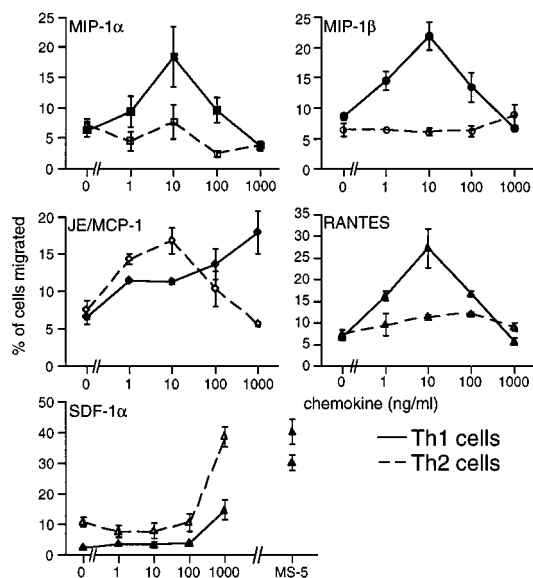 MIP-1α
25
20
15
10
5
0
0 1 10 100 1000
MIP-1β
25
20
15
10
5
0
0 1 10 100 1000
% of cells migrated
JE/MCP-1
20
15
10
5
0
0 1 10 100 1000
RANTES
35
30
25
20
15
10
5
0
0 1 10 100 1000
chemokine (ng/ml)
SDF-1α
50
40
30
20
10
0
0 1 10 100 1000 MS-5
Th1 cells
Th2 cells